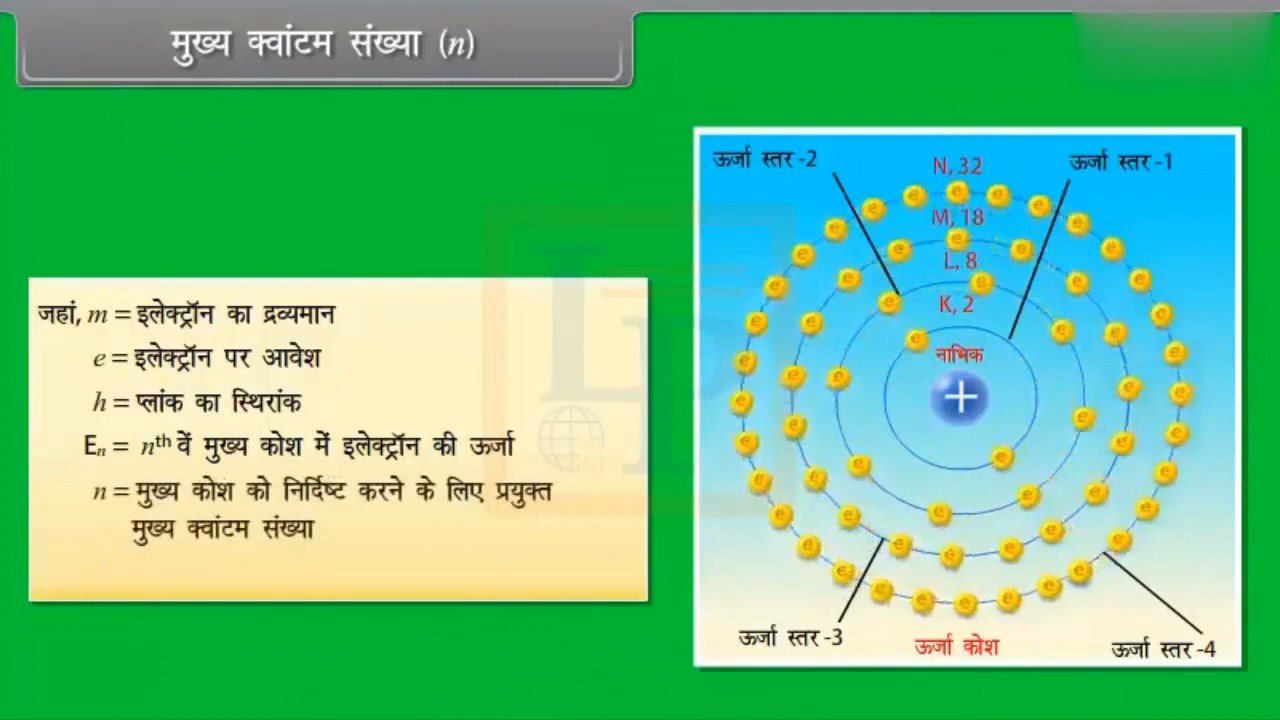 मुख्य क्वांटम संख्या (n)
जहां, m = इलेक्ट्रॉन का द्रव्यमान
e = इलेक्ट्रॉन पर आवेश
h = प्लांक का स्थिरांक
Eₙ = nᵗʰ वें मुख्य कोश में इलेक्ट्रॉन की ऊर्जा
n = मुख्य कोश को निर्दिष्ट करने के लिए प्रयुक्त
मुख्य क्वांटम संख्या
ऊर्जा स्तर -2
ऊर्जा स्तर -1
N, 32
M, 18
L, 8
K, 2
नाभिक
+
ऊर्जा स्तर -3
ऊर्जा कोश
ऊर्जा स्तर -4